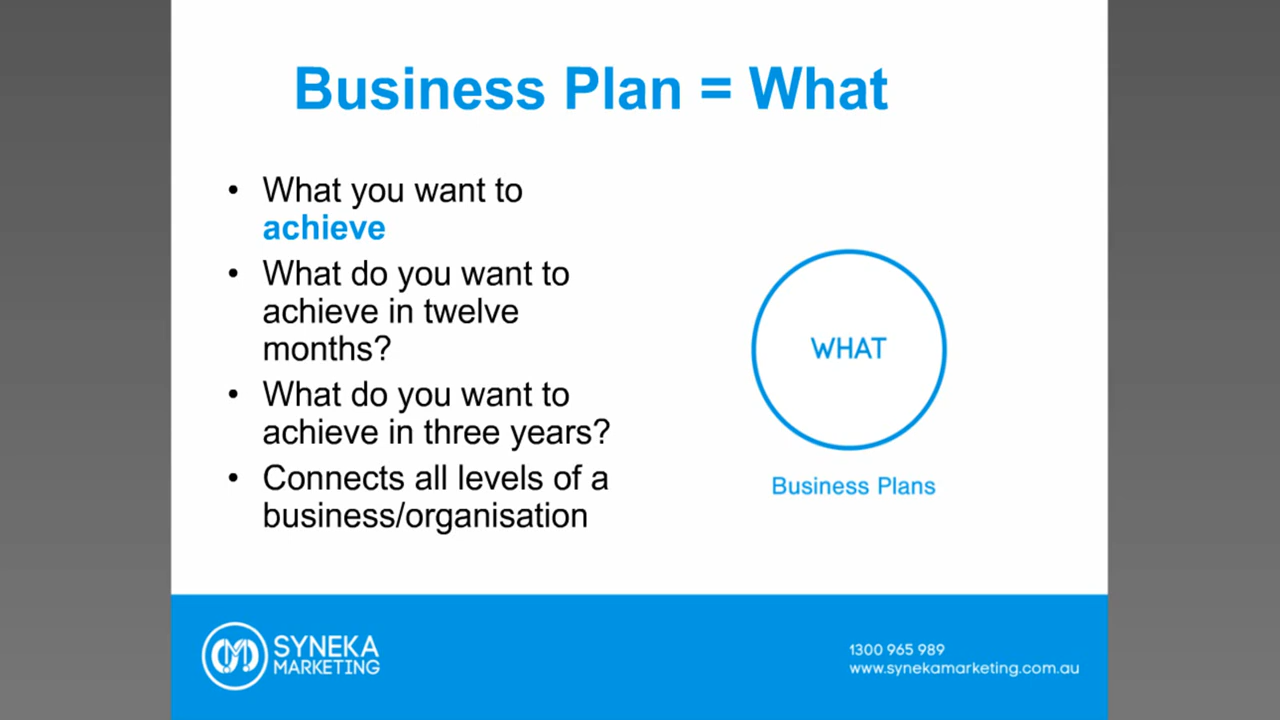 Business Plan = What
• What you want to
achieve
• What do you want to
achieve in twelve
months?
• What do you want to
achieve in three years?
• Connects all levels of a
business/organisation
WHAT
Business Plans
SYNEKA
MARKETING
1300 965 989
www.synekamarketing.com.au